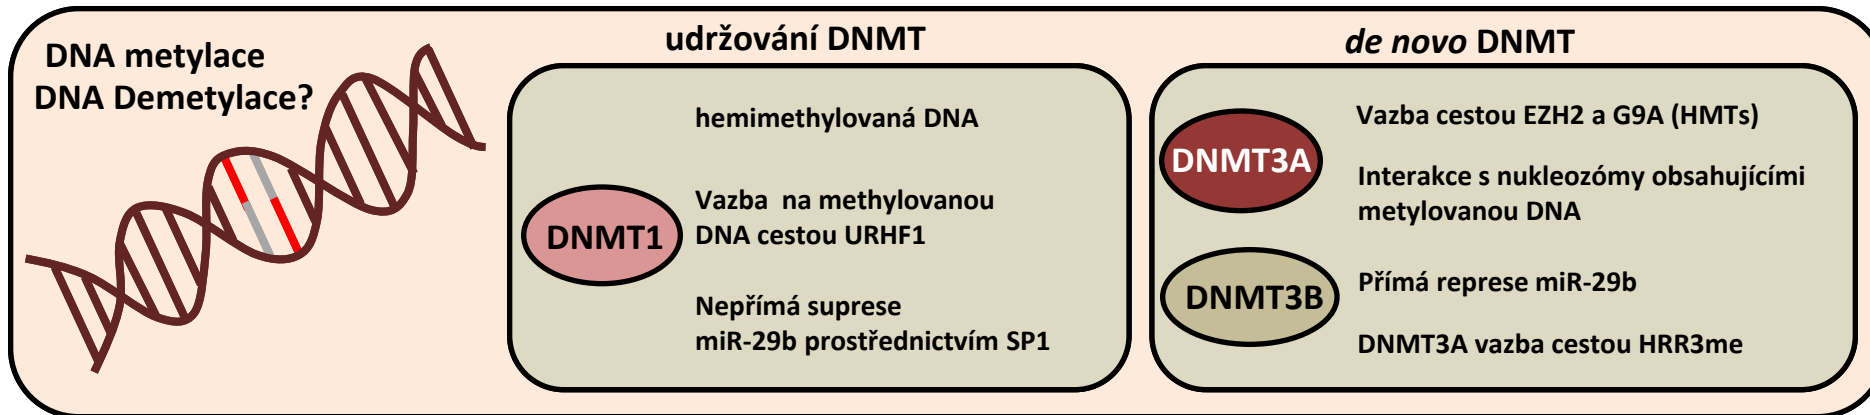 DNA metylace
DNA Demetylace?
udržování DNMT
DNMT1
hemimethylovaná DNA
Vazba na methylovanou
DNA cestou URHF1
Nepřímá suprese
miR-29b prostřednictvím SP1
de novo DNMT
DNMT3A
Vazba cestou EZH2 a G9A (HMTs)
Interakce s nukleozómy obsahujícími
metylovanou DNA
DNMT3B
Přímá represe miR-29b
DNMT3A vazba cestou HRR3me